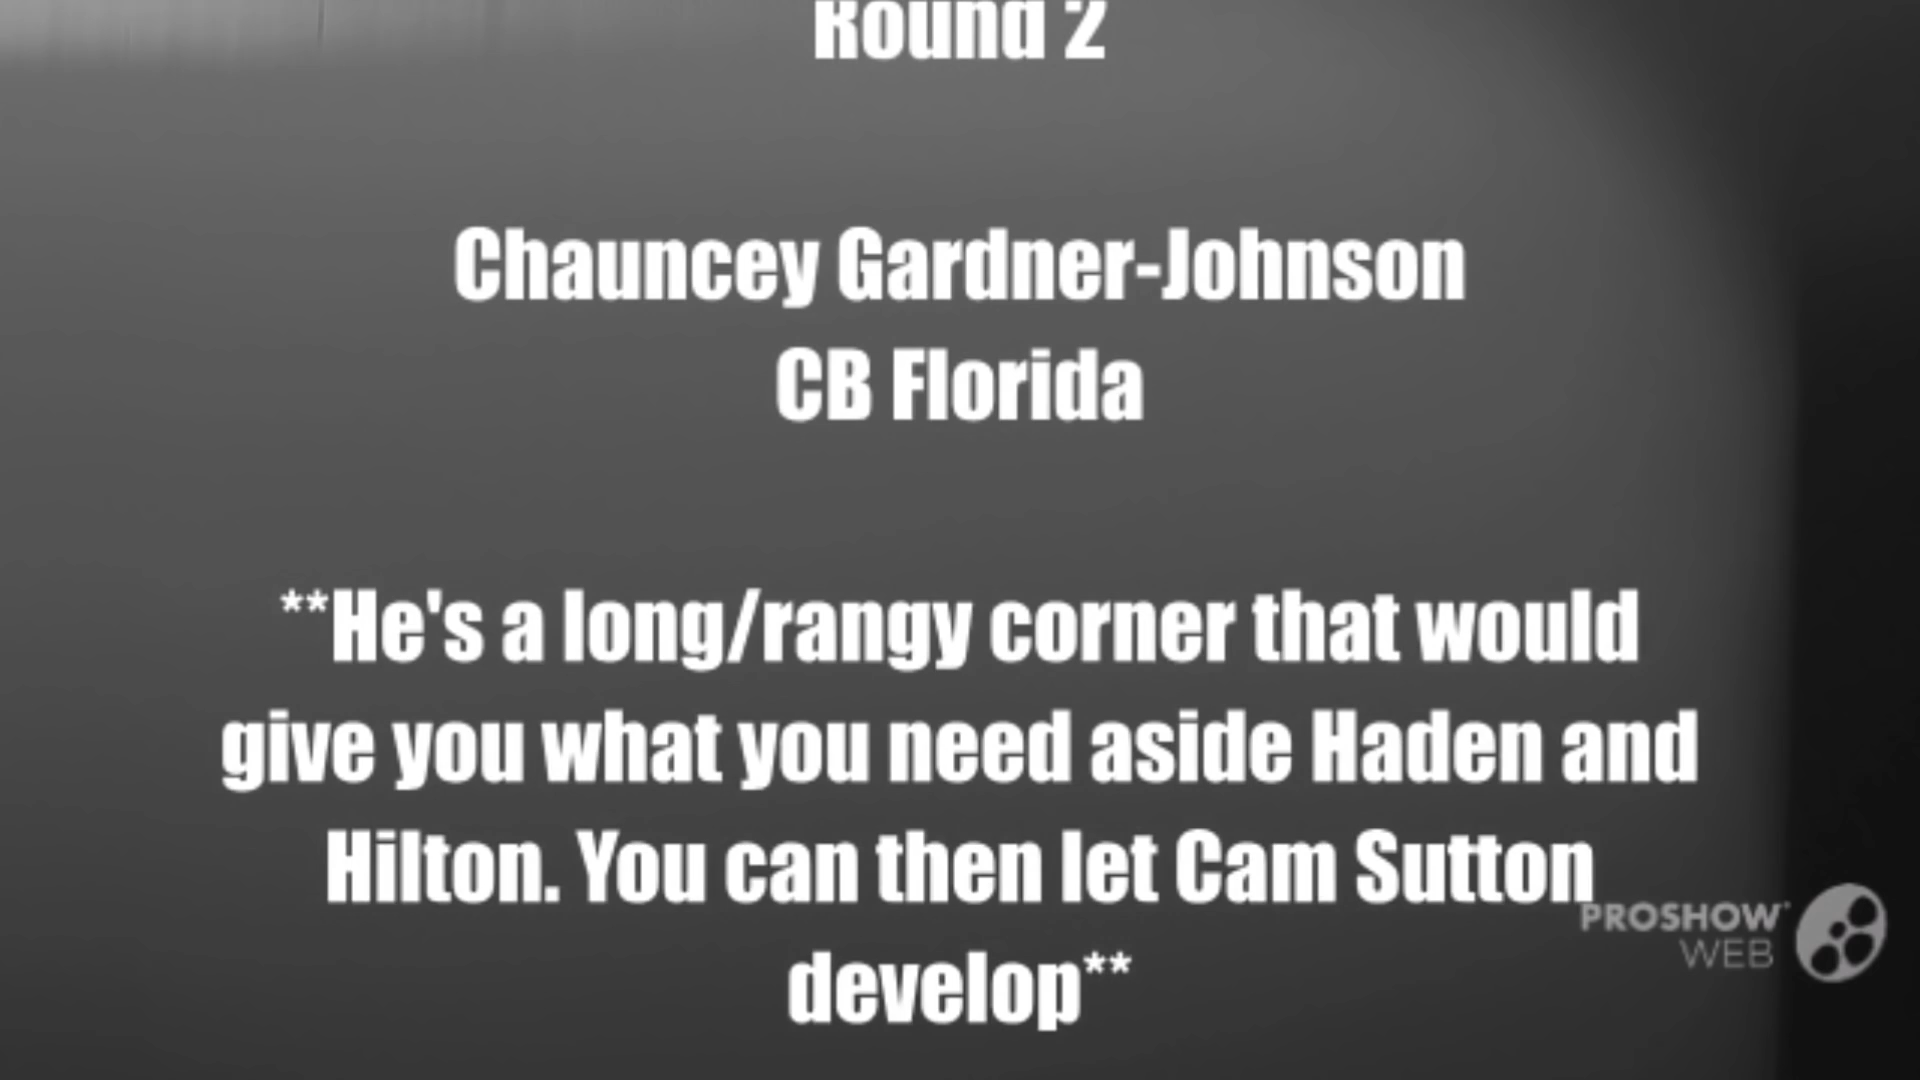 Round 2
Chauncey Gardner-Johnson
CB Florida
**He's a long/rangy corner that would
give you what you need aside Haden and
Hilton. You can then let Cam Sutton
develop**
PROSHOW
WEB